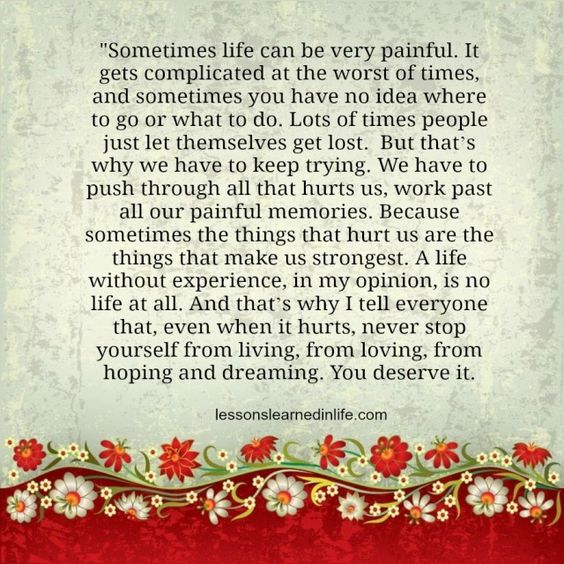 "Sometimes life can be very painful. It
gets complicated at the worst of times,
and sometimes you have no idea where
to go or what to do. Lots of times people
just let themselves get lost.  But that's
why we have to keep trying. We have to
push through all that hurts us, work past
all our painful memories. Because
sometimes the things that hurt us are the
things that make us strongest. A life
without experience, in my opinion, is no
life at all. And that's why I tell everyone
that, even when it hurts, never stop
yourself from living, from loving, from
hoping and dreaming. You deserve it.
lessonslearnedinlife.com